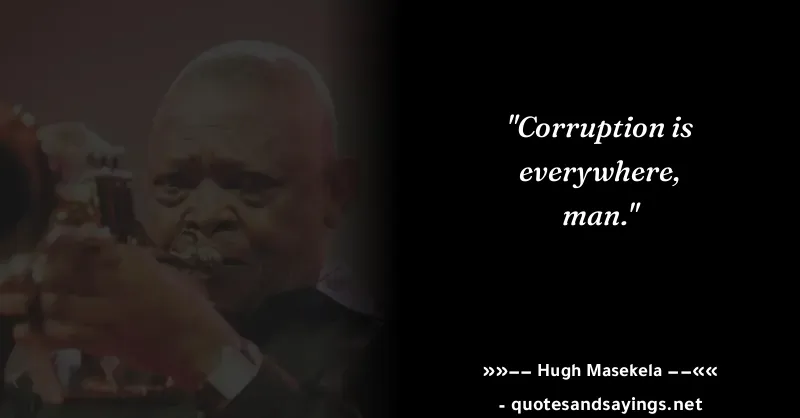 "Corruption is
everywhere,
man."
»»–– Hugh Masekela ––««
- quotesandsayings.net